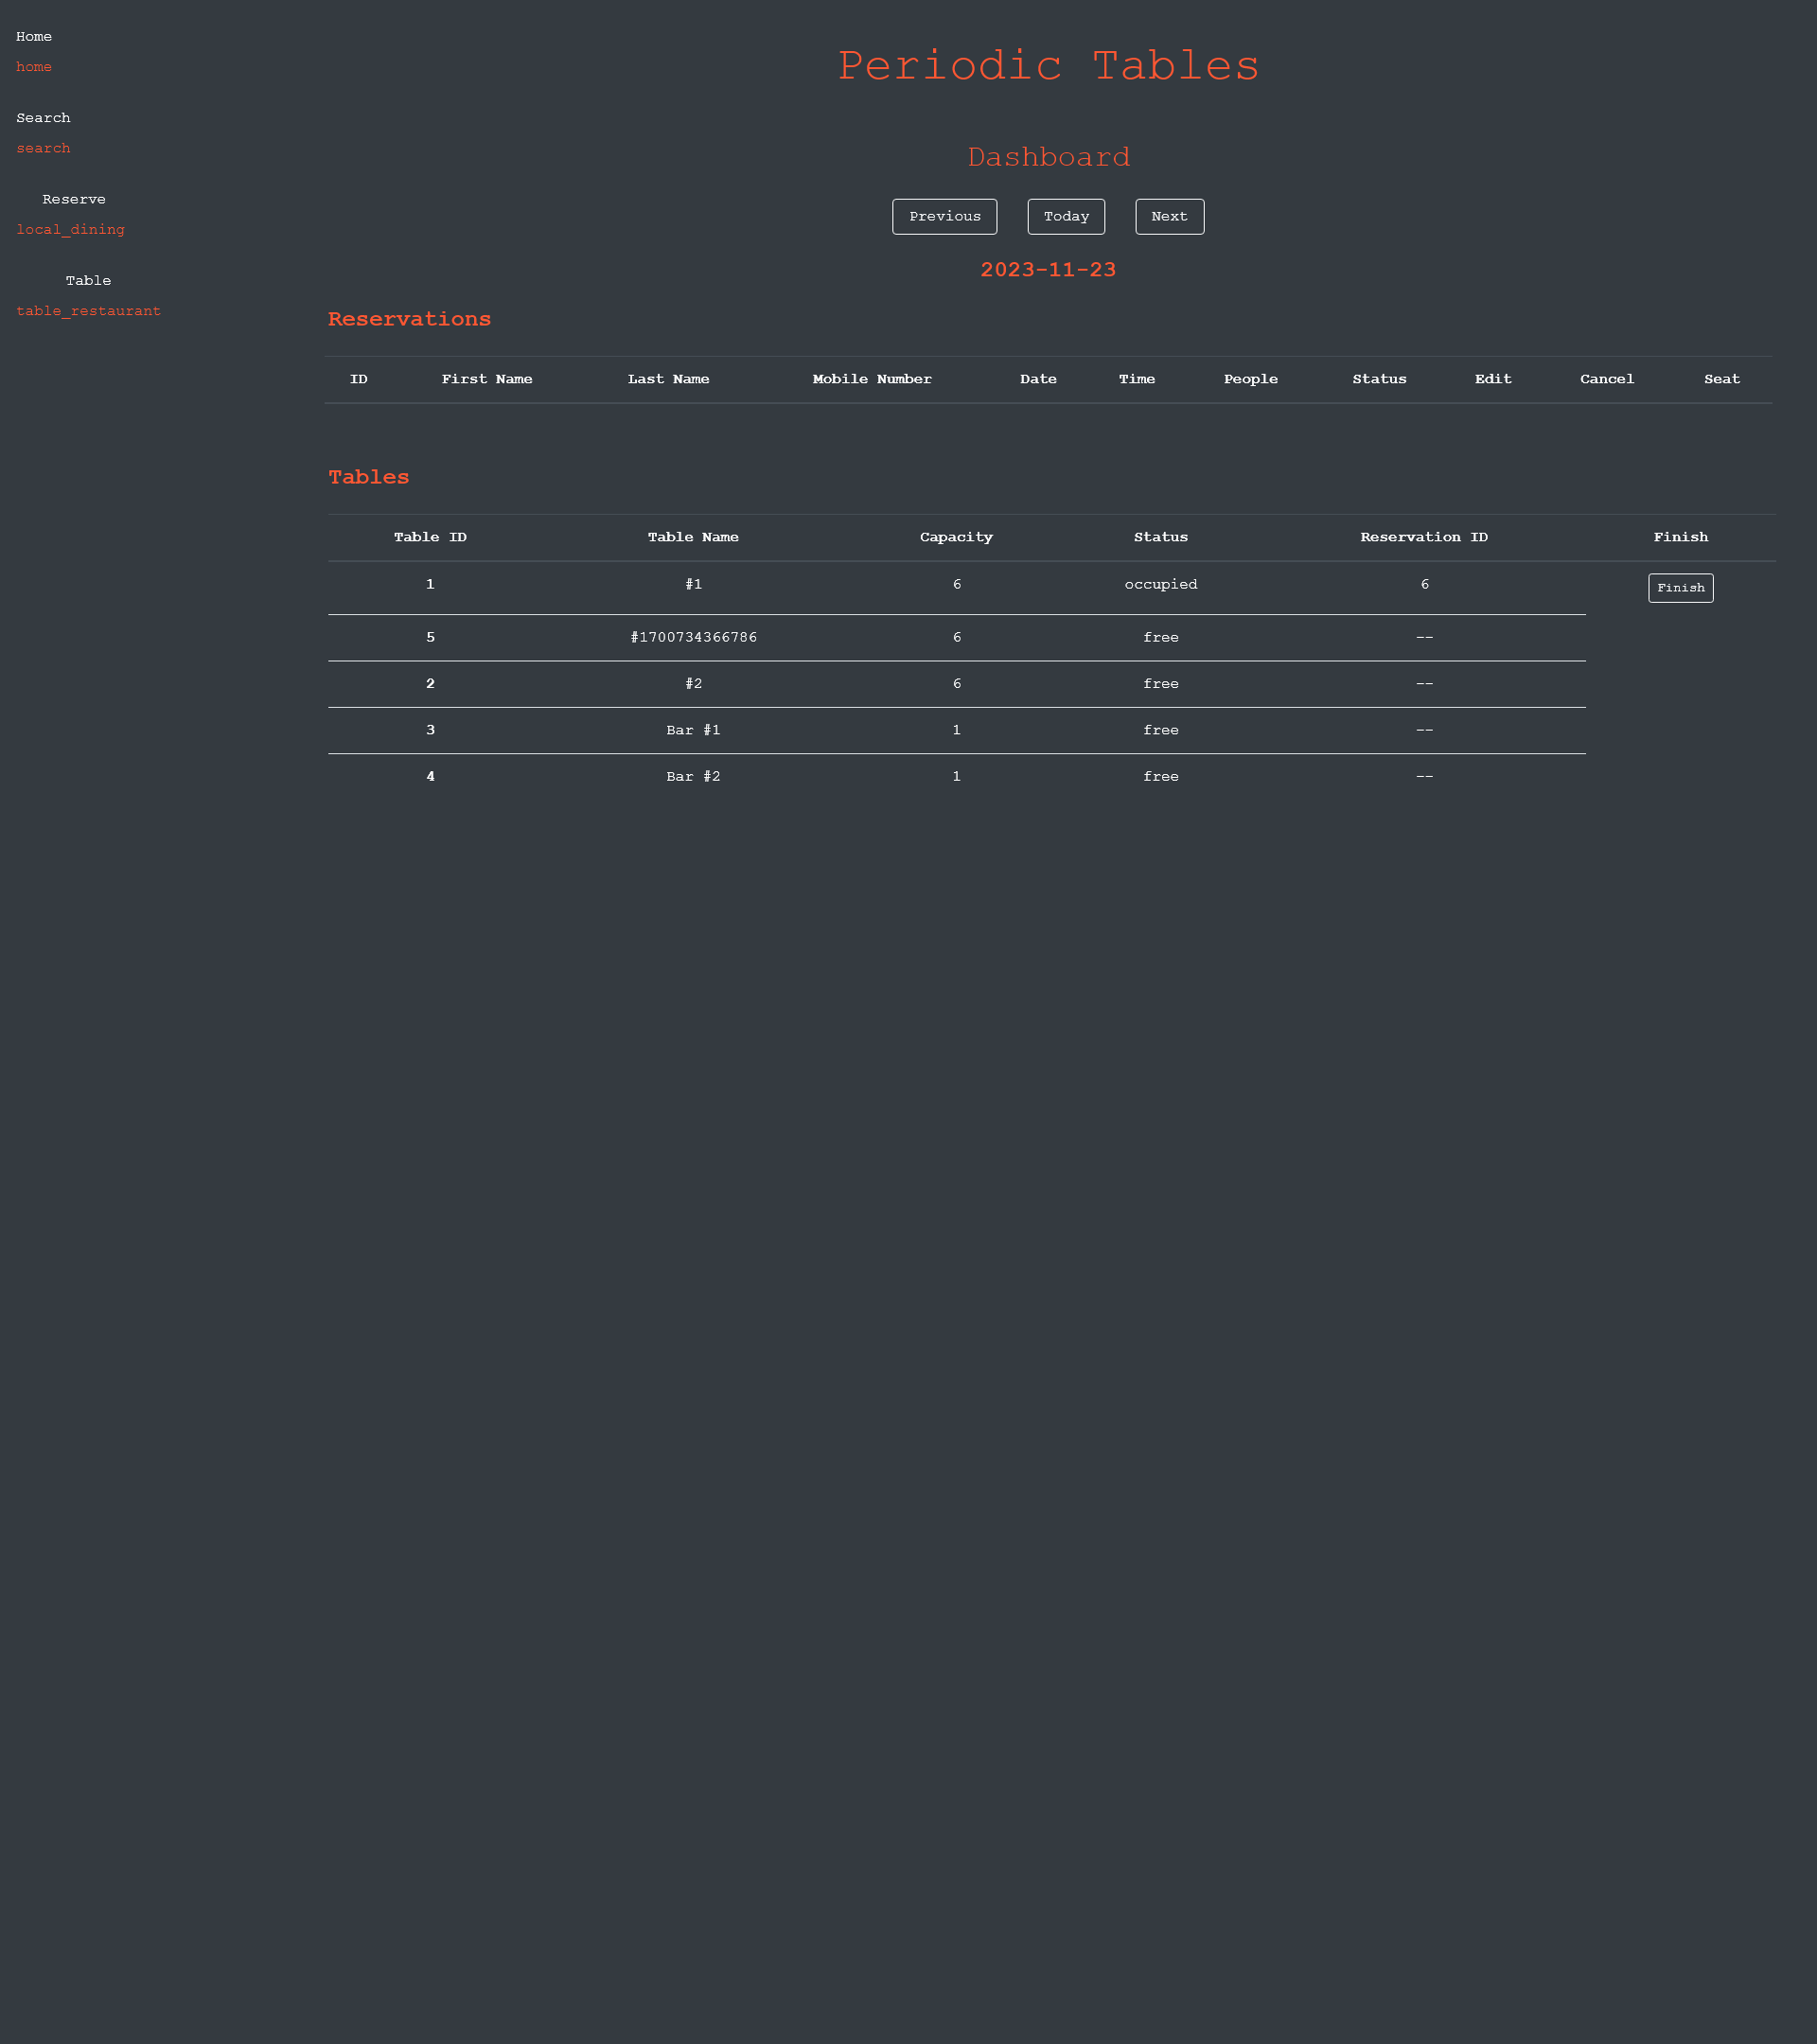 Home
home
Search
search
Reserve
local_dining
Table
table_restaurant
Periodic Tables
Dashboard
Previous Today Next
2023-11-23
Reservations
ID First Name Last Name Mobile Number Date Time People Status Edit Cancel Seat
Tables
Table ID Table Name Capacity Status Reservation ID Finish
1 #1 6 occupied 6 Finish
5 #1700734366786 6 free --
2 #2 6 free --
3 Bar #1 1 free --
4 Bar #2 1 free --